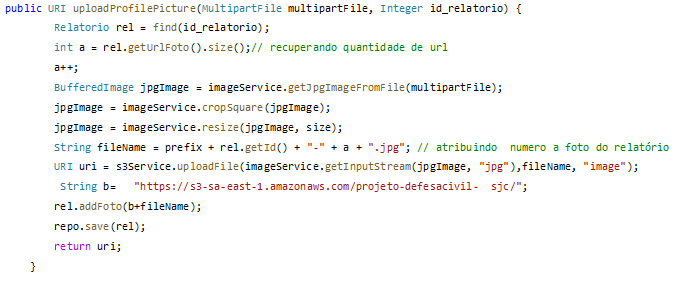 public URI uploadProfilePicture(MultipartFile multipartFile, Integer id_relatorio) {
Relatorio rel = find(id_relatorio);
int a = rel.getUrlFoto().size();// recuperando quantidade de url
a++;
BufferedImage jpgImage = imageService.getJpgImageFromFile(multipartFile);
jpgImage = imageService.cropSquare(jpgImage);
jpgImage = imageService.resize(jpgImage, size);
String fileName = prefix + rel.getId() + "-" + a + ".jpg"; // atribuindo  numero a foto do relatório
URI uri = s3Service.uploadFile(imageService.getInputStream(jpgImage, "jpg"),fileName, "image");
String b=   "https://s3-sa-east-1.amazonaws.com/projeto-defesacivil-  sjc/";
rel.addFoto(b+fileName);
repo.save(rel);
return uri;
}